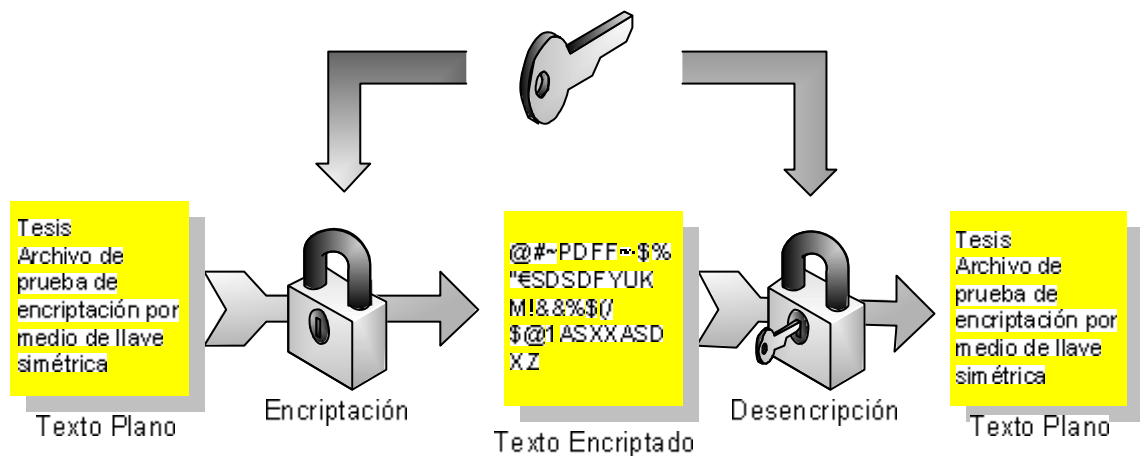 Tesis
Archivo de
prueba de
encriptación por
medio de llave
simétrica
Texto Plano
Encriptación
@#~PDFF~·$%
"€SDSDFYUK
M!&&%$(/
$@1ASXXASD
XZ
Texto Encriptado
Desencripción
Tesis
Archivo de
prueba de
encriptación por
medio de llave
simétrica
Texto Plano